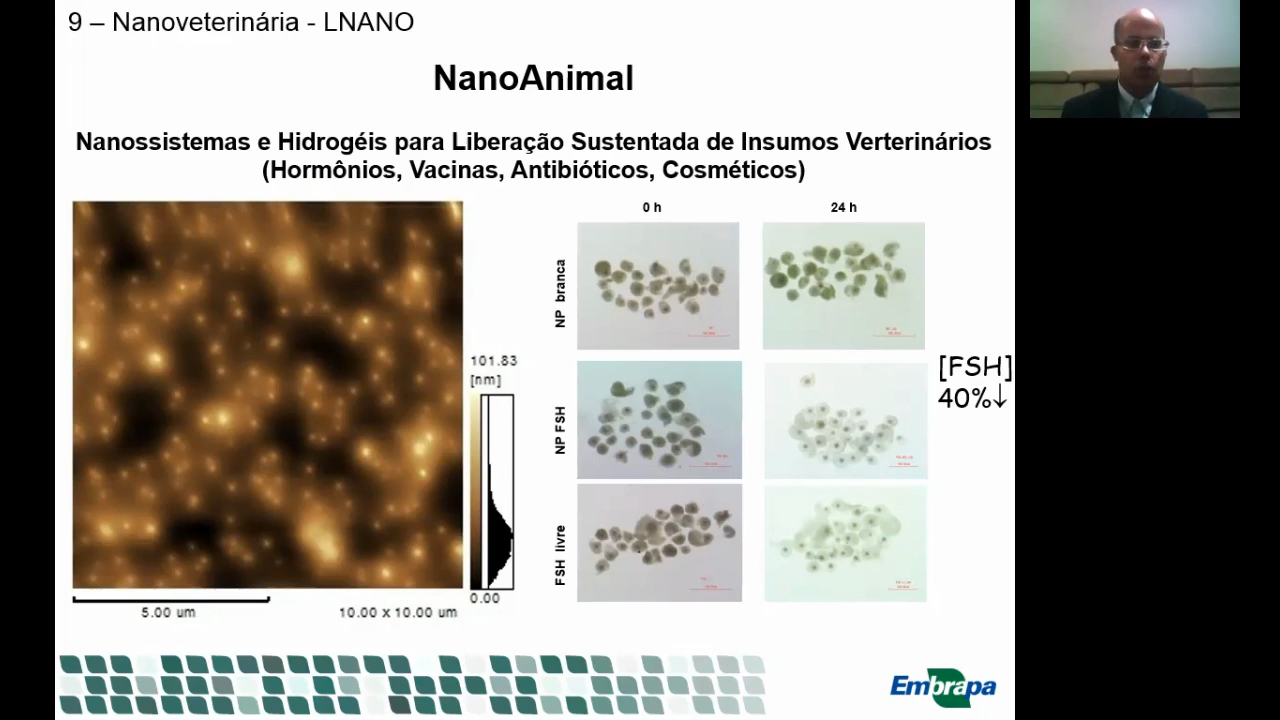 9 – Nanoveterinária - LNANO
NanoAnimal
Nanossistemas e Hidrogéis para Liberação Sustentada de Insumos Verterinários
(Hormônios, Vacinas, Antibióticos, Cosméticos)
0 h
24 h
NP branca
NP FSH
FSH livre
101.83
[nm]
0.00
5.00 um
10.00 x 10.00 um
[FSH]
40%↓
Embrapa